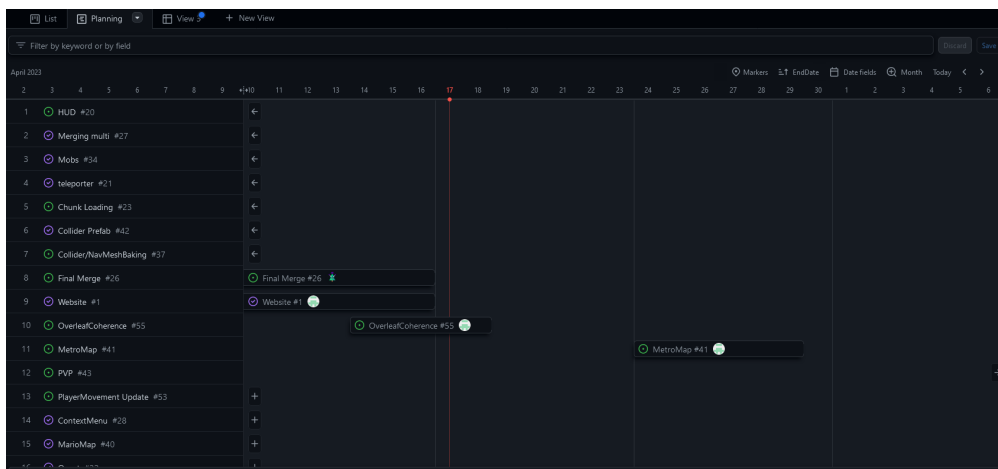 List Planning View + New View
Filter by keyword or by field Discard Save
April 2023 Markers EndDate Date fields Month Today
2 3 4 5 6 7 8 9 10 11 12 13 14 15 16 17 18 19 20 21 22 23 24 25 26 27 28 29 30 1 2 3 4 5 6
1 HUD #20
2 Merging multi #27
3 Mobs #34
4 teleporter #21
5 Chunk Loading #23
6 Collider Prefab #42
7 Collider/NavMeshBaking #37
8 Final Merge #26 Final Merge #26
9 Website #1 Website #1
10 OverleafCoherence #55 OverleafCoherence #55
11 MetroMap #41 MetroMap #41
12 PVP #43
13 PlayerMovement Update #53 +
14 ContextMenu #28 +
15 MarioMap #40 +